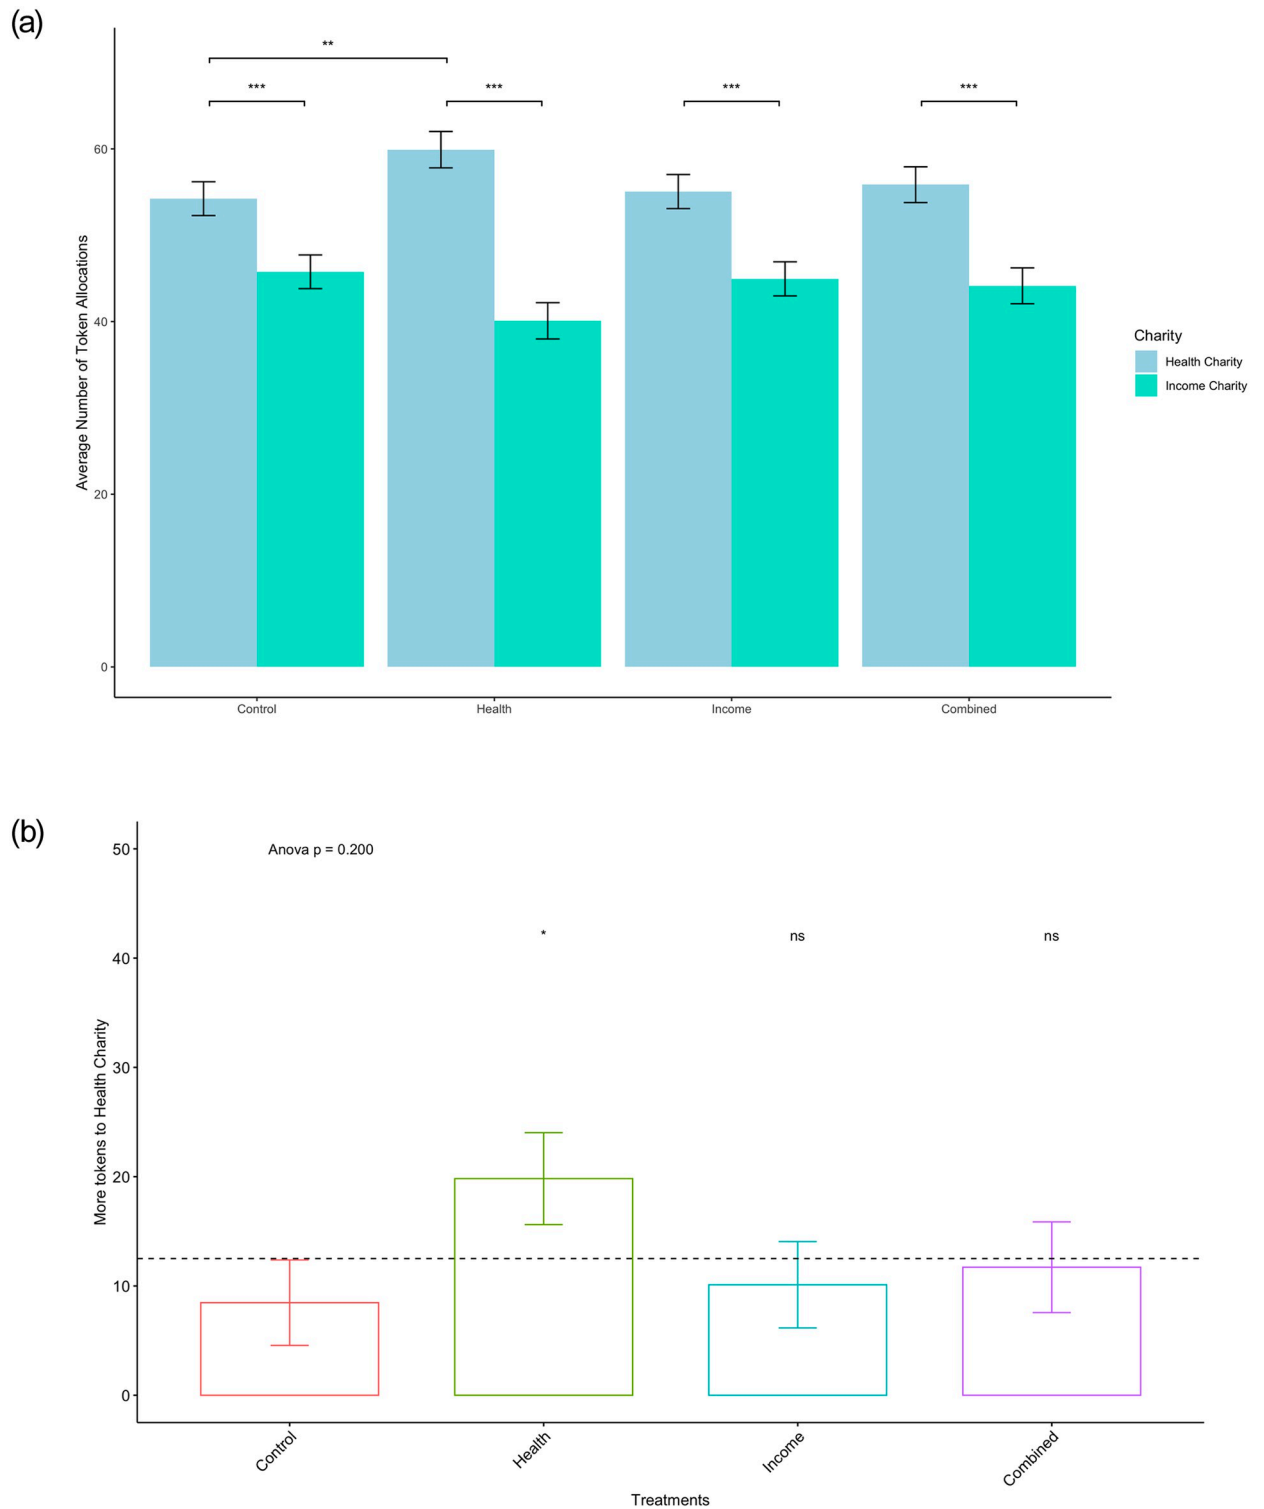 (a)
**
*** *** *** ***
60
40
20
0
Average Number of Token Allocations
Control Health Income Combined
Charity
Health Charity
Income Charity
(b)
Anova p = 0.200
* ns ns
50
40
30
20
10
0
More tokens to Health Charity
Control Health Income Combined
Treatments